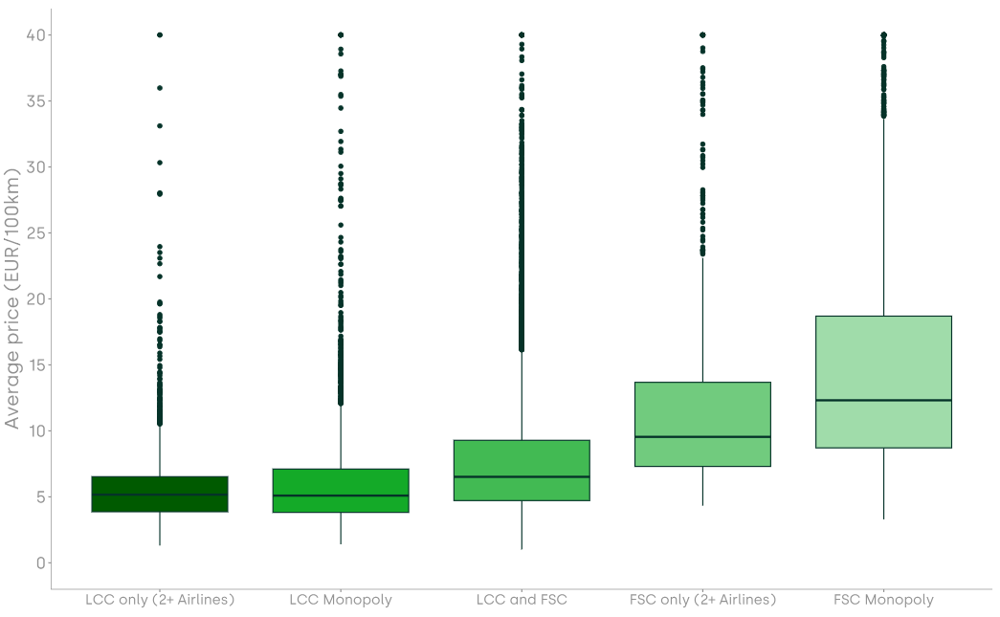 Average price (EUR/100km)
40
35
30
25
20
15
10
5
0
LCC only (2+ Airlines)
LCC Monopoly
LCC and FSC
FSC only (2+ Airlines)
FSC Monopoly